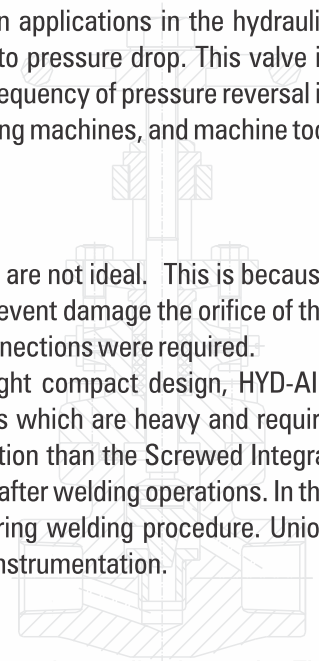 n applications in the hydrauli
to pressure drop. This valve i
equency of pressure reversal i
ng machines, and machine too
are not ideal. This is becaus
event damage the orifice of th
nections were required.
ght compact design, HYD-AI
s which are heavy and requir
tion than the Screwed Integra
after welding operations. In th
ring welding procedure. Unio
nstrumentation.